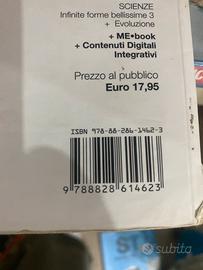 SCIENZE
Infinite forme bellissime 3
+ Evoluzione
+ ME•book
+ Contenuti Digitali
Integrativi
Prezzo al pubblico
Euro 17,95
ISBN 978-88-286-1462-3
9 788828 614623
subito